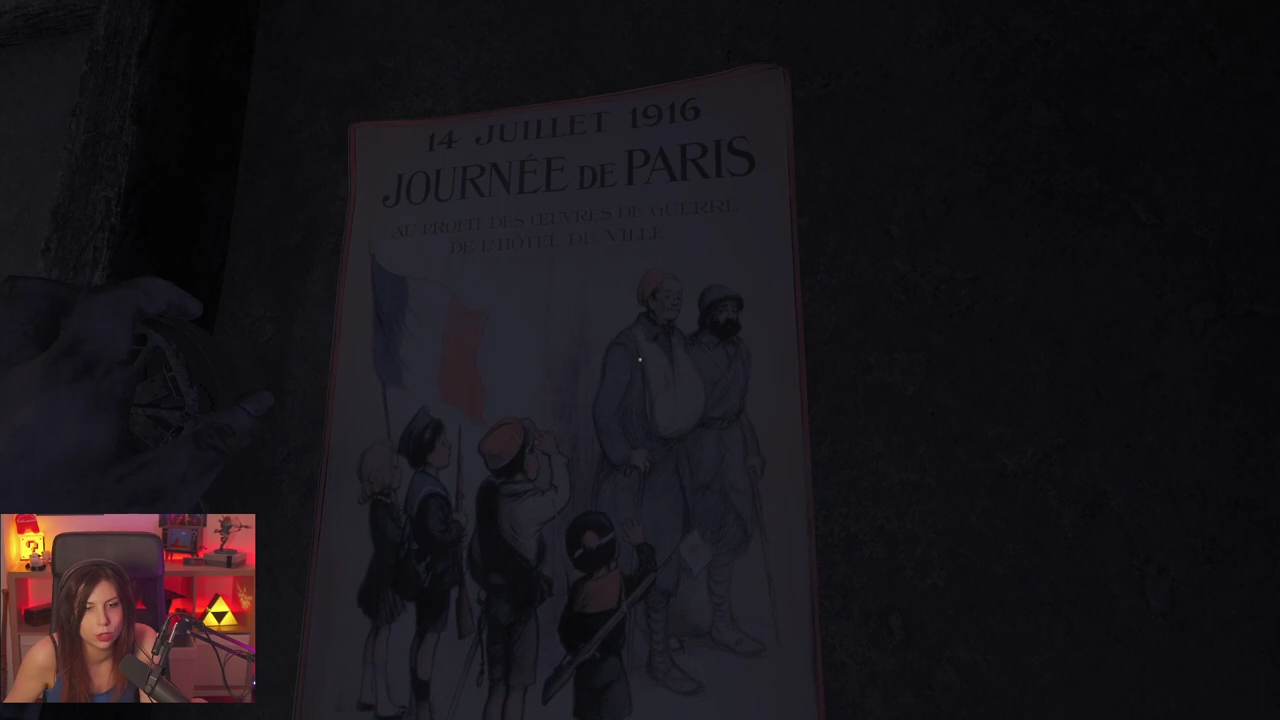 14 JUILLET 1916
JOURNÉE DE PARIS
AU PROFIT DES ŒUVRES DE GUERRE
DE L'HÔTEL DE VILLE